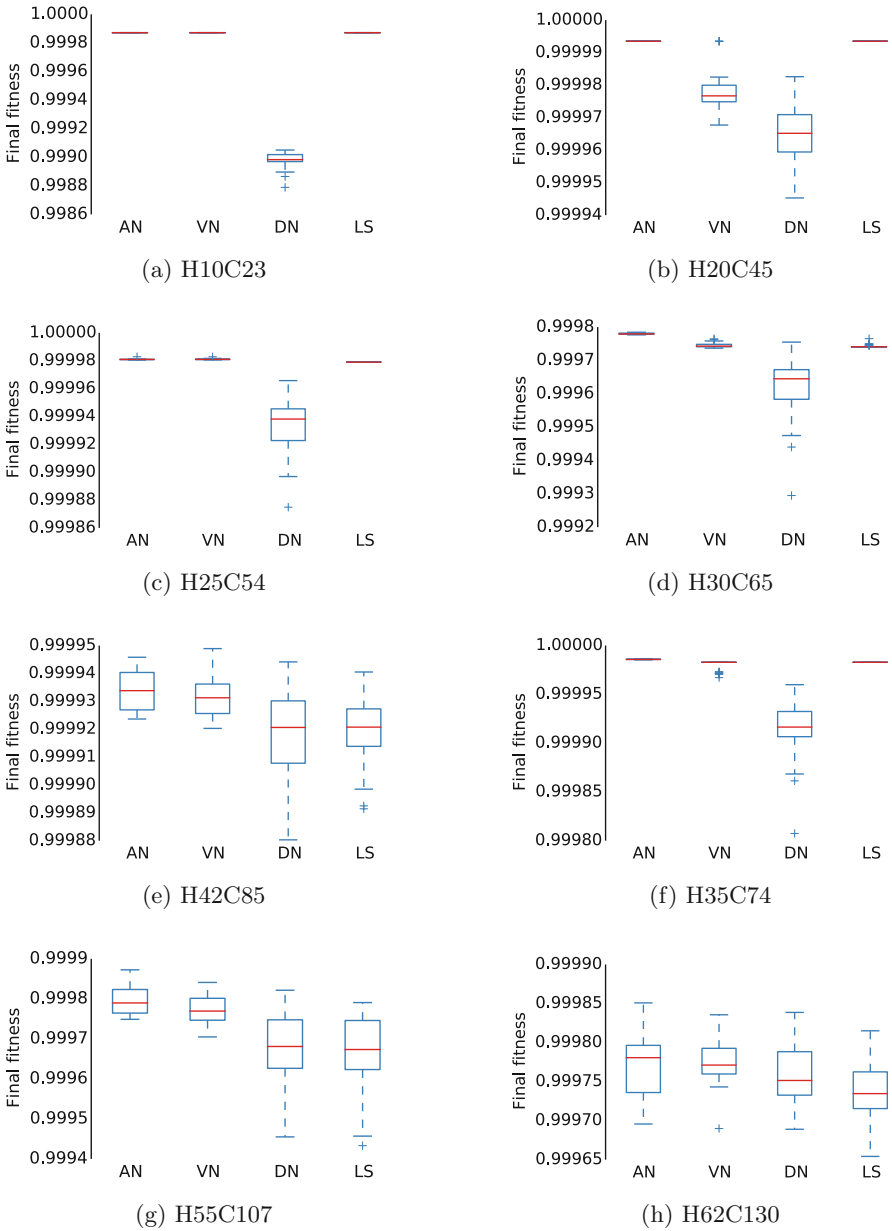 Final fitness
1.0000
0.9998
0.9996
0.9994
0.9992
0.9990
0.9988
0.9986
AN VN DN LS
(a) H10C23
Final fitness
1.00000
0.99999
0.99998
0.99997
0.99996
0.99995
0.99994
AN VN DN LS
(b) H20C45
Final fitness
1.00000
0.99998
0.99996
0.99994
0.99992
0.99990
0.99988
0.99986
AN VN DN LS
(c) H25C54
Final fitness
0.9998
0.9997
0.9996
0.9995
0.9994
0.9993
0.9992
AN VN DN LS
(d) H30C65
Final fitness
0.99995
0.99994
0.99993
0.99992
0.99991
0.99990
0.99989
0.99988
AN VN DN LS
(e) H42C85
Final fitness
1.00000
0.99995
0.99990
0.99985
0.99980
AN VN DN LS
(f) H35C74
Final fitness
0.9999
0.9998
0.9997
0.9996
0.9995
0.9994
AN VN DN LS
(g) H55C107
Final fitness
0.99990
0.99985
0.99980
0.99975
0.99970
0.99965
AN VN DN LS
(h) H62C130